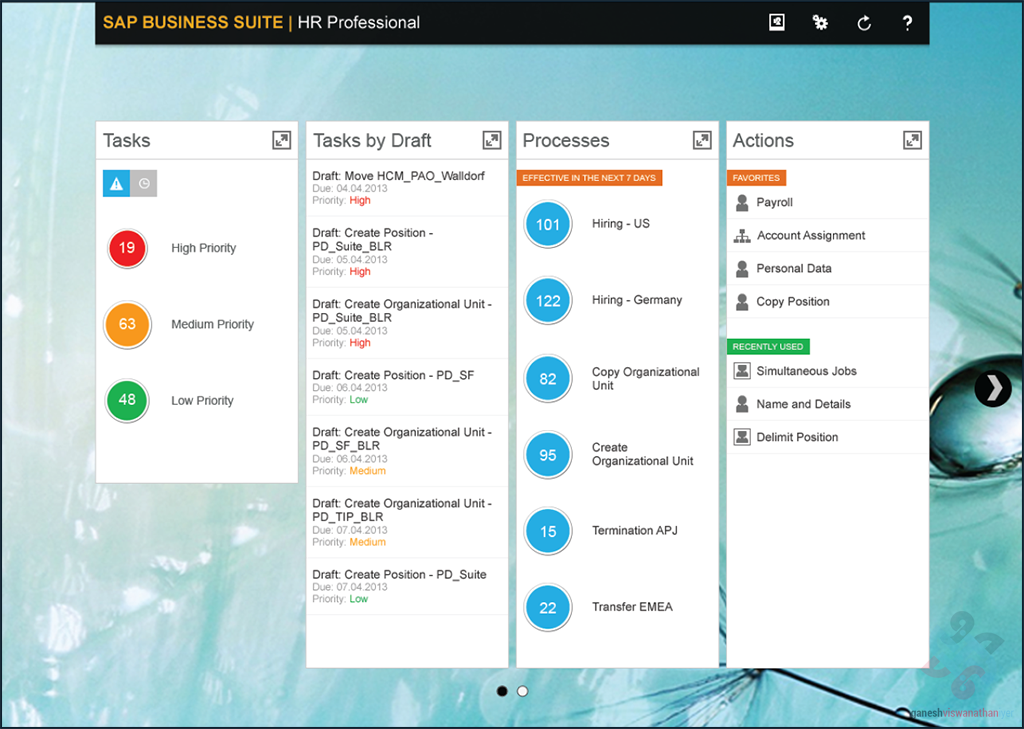 SAP BUSINESS SUITE | HR Professional
?
Tasks
19
High Priority
63
Medium Priority
48
Low Priority
Tasks by Draft
Draft: Move HCM_PAO_Walldorf
Due: 04.04.2013
Priority: High
Draft: Create Position -
PD_Suite_BLR
Due: 05.04.2013
Priority: High
Draft: Create Organizational Unit -
PD_Suite_BLR
Due: 05.04.2013
Priority: High
Draft: Create Position - PD_SF
Due: 06.04.2013
Priority: Low
Draft: Create Organizational Unit -
PD_SF_BLR
Due: 06.04.2013
Priority: Medium
Draft: Create Organizational Unit -
PD_TIP_BLR
Due: 07.04.2013
Priority: Medium
Draft: Create Position - PD_Suite
Due: 07.04.2013
Priority: Low
Processes
EFFECTIVE IN THE NEXT 7 DAYS
101
Hiring - US
122
Hiring - Germany
82
Copy Organizational
Unit
95
Create
Organizational Unit
15
Termination APJ
22
Transfer EMEA
Actions
FAVORITES
Payroll
Account Assignment
Personal Data
Copy Position
RECENTLY USED
Simultaneous Jobs
Name and Details
Delimit Position
ganeshviswanathan